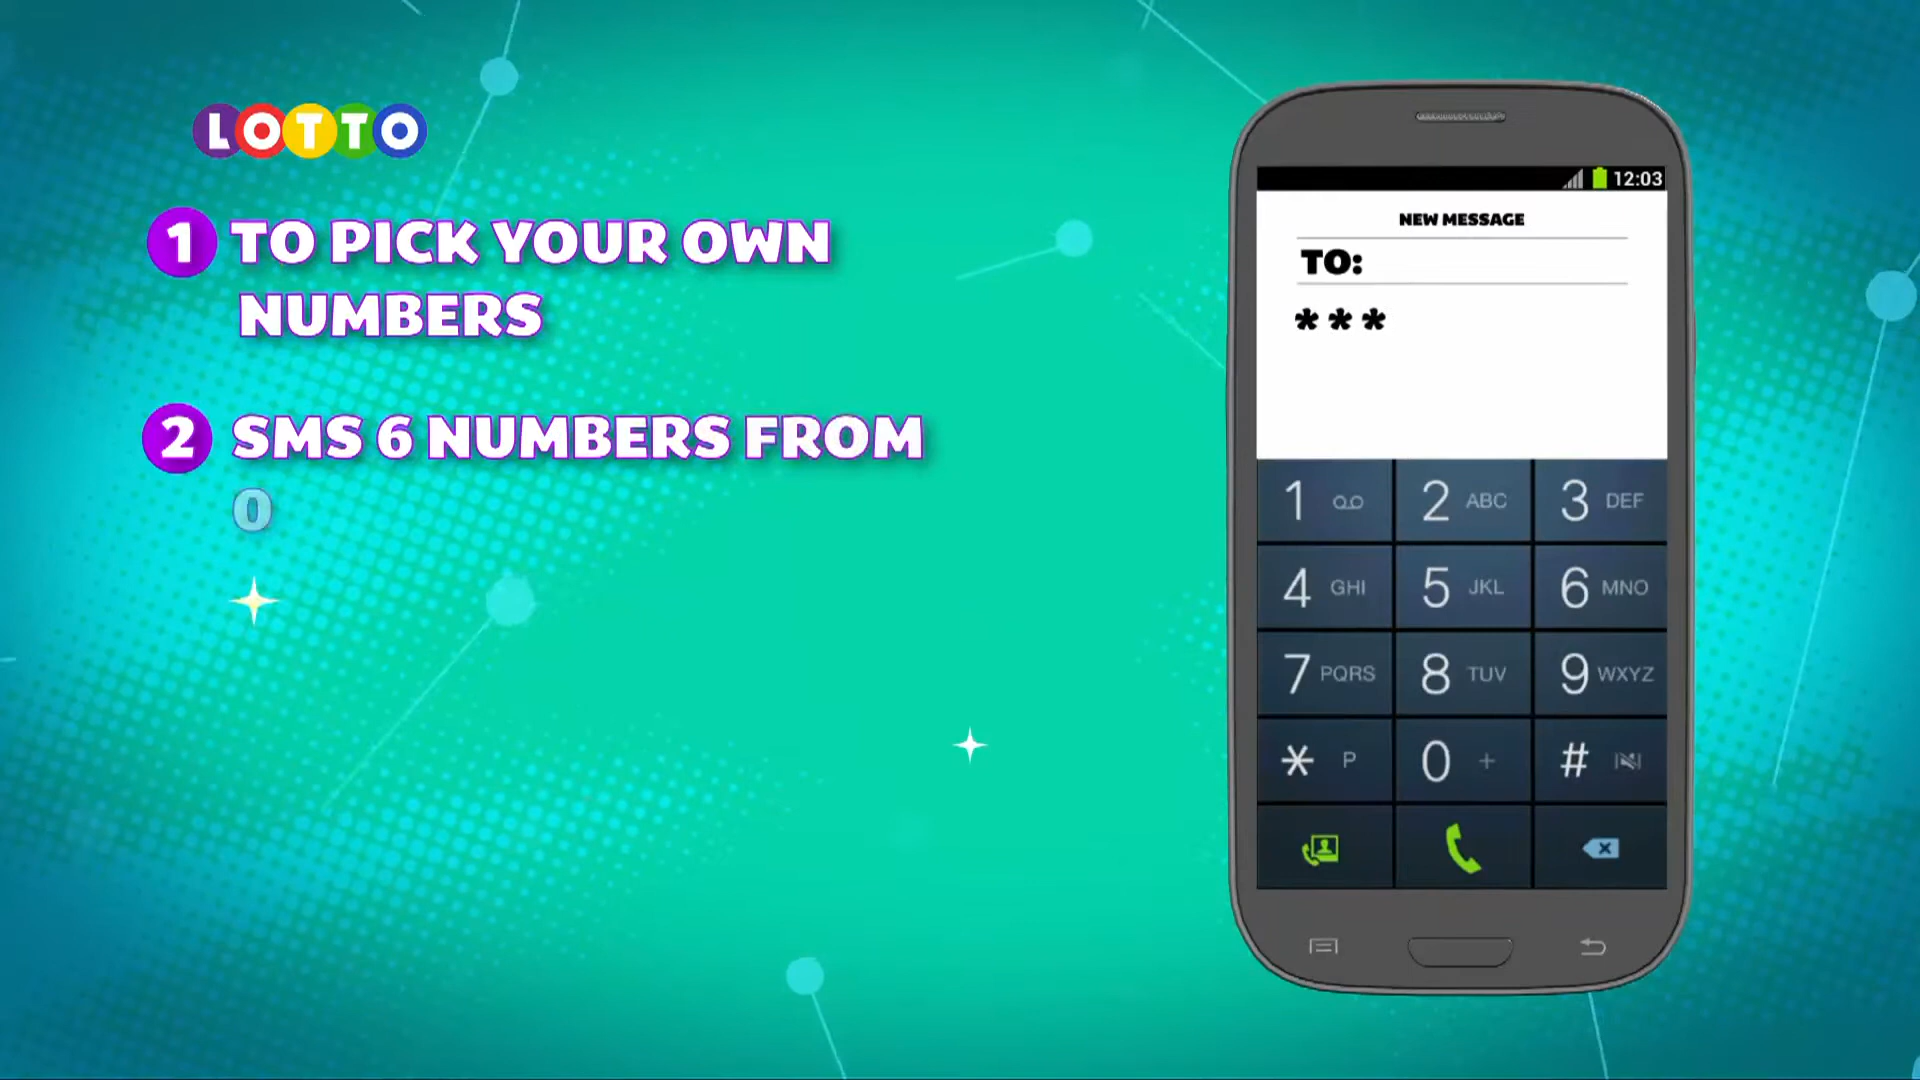 LOTTO
1 TO PICK YOUR OWN
NUMBERS
2 SMS 6 NUMBERS FROM
0
12:03
NEW MESSAGE
TO:
***
1
2 ABC
3 DEF
4 GHI
5 JKL
6 MNO
7 PQRS
8 TUV
9 WXYZ
* P
0 +
#